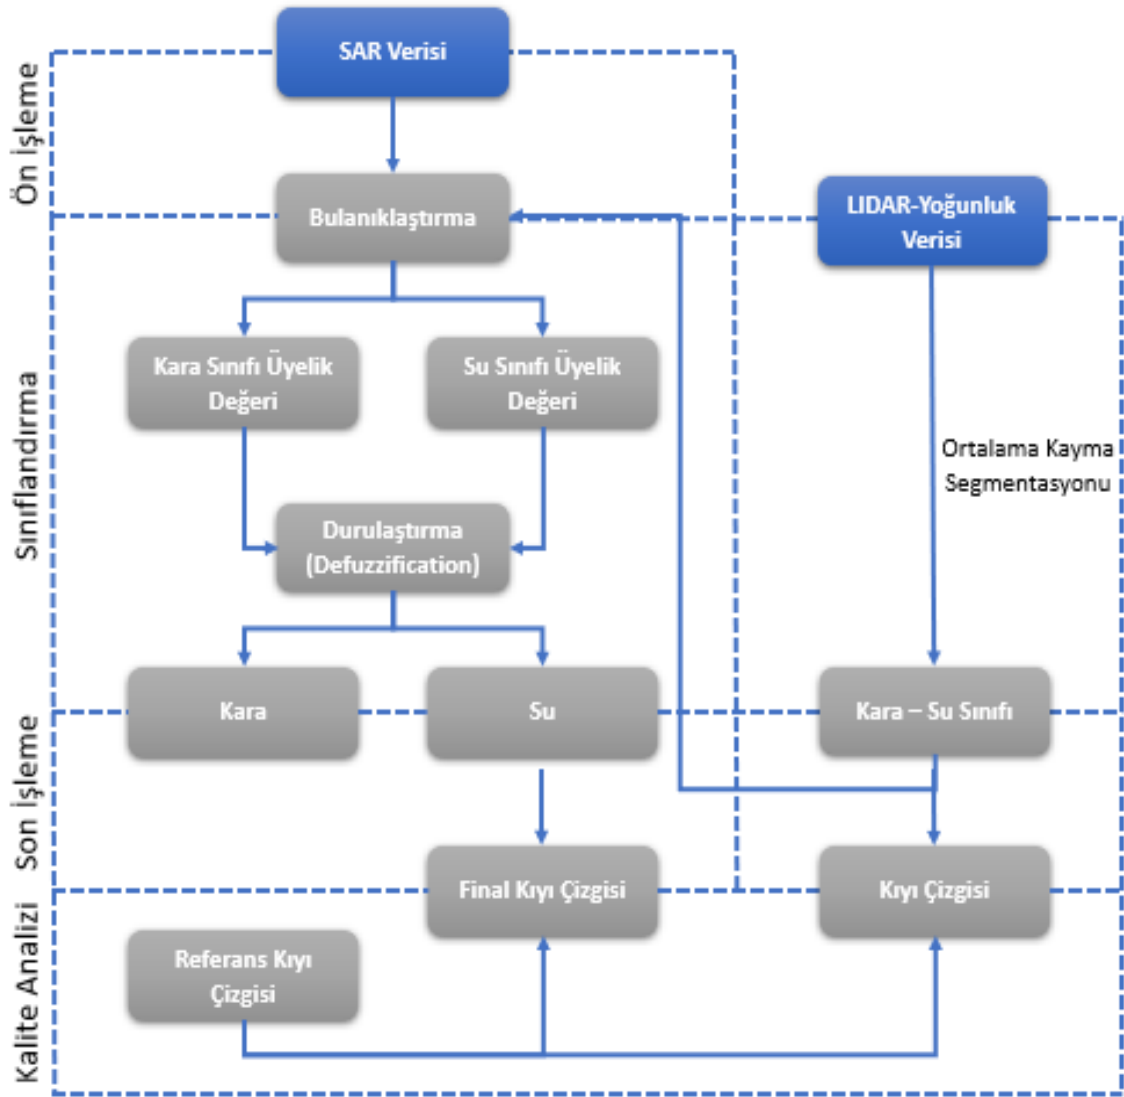 Ön İşleme
SAR Verisi
Bulanıklaştırma
LIDAR-Yoğunluk
Verisi
Sınıflandırma
Kara Sınıfı Üyelik
Değeri
Su Sınıfı Üyelik
Değeri
Ortalama Kayma
Segmentasyonu
Durulaştırma
(Defuzzification)
Kara
Su
Kara – Su Sınıfı
Son İşleme
Final Kıyı Çizgisi
Kıyı Çizgisi
Kalite Analizi
Referans Kıyı
Çizgisi